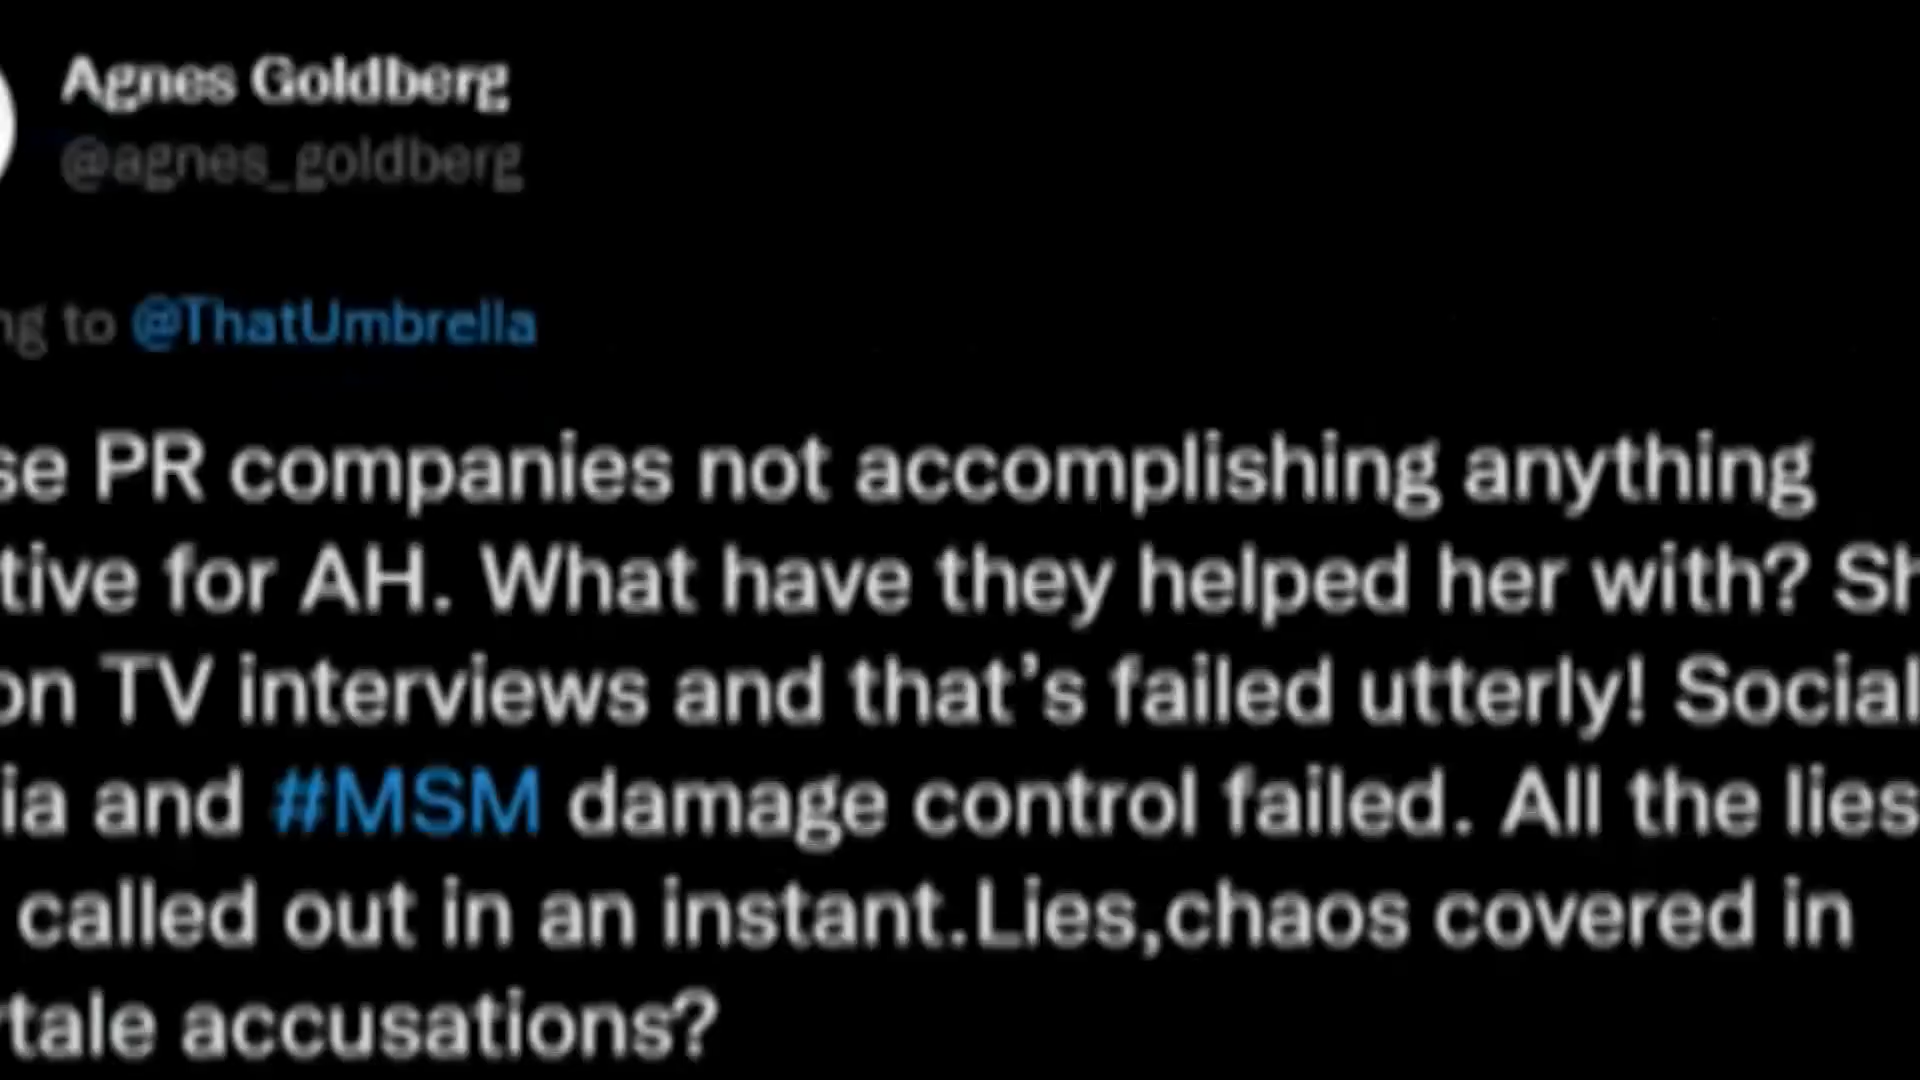 Agnes Goldberg
@agnes_goldberg
ng to @ThatUmbrella
se PR companies not accomplishing anything
tive for AH. What have they helped her with? Sh
on TV interviews and that's failed utterly! Social
ia and #MSM damage control failed. All the lies
called out in an instant.Lies,chaos covered in
rtale accusations?